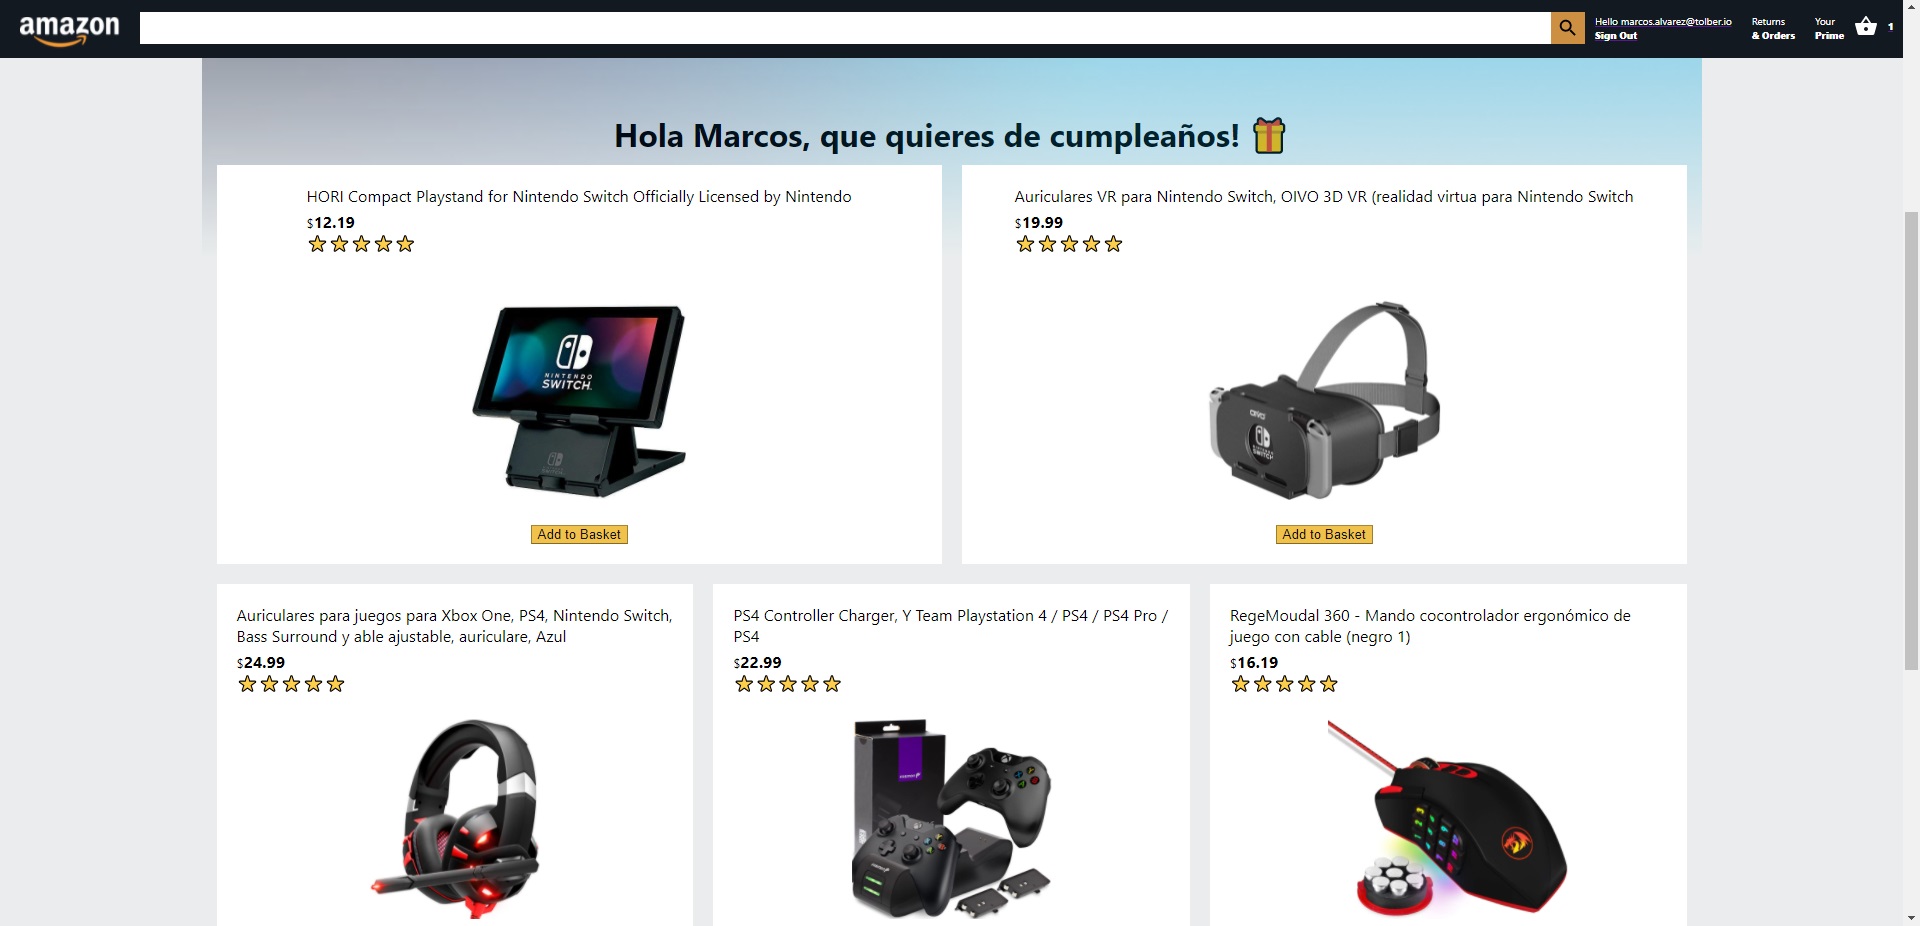 amazon
Hello marcos.alvarez@tolber.io
Sign Out
Returns
& Orders
Your
Prime
1
Hola Marcos, que quieres de cumpleaños!
HORI Compact Playstand for Nintendo Switch Officially Licensed by Nintendo
$12.19
NINTENDO
SWITCH
Add to Basket
Auriculares VR para Nintendo Switch, OIVO 3D VR (realidad virtua para Nintendo Switch
$19.99
OIVO
NINTENDO
SWITCH
Add to Basket
Auriculares para juegos para Xbox One, PS4, Nintendo Switch,
Bass Surround y able ajustable, auriculare, Azul
$24.99
PS4 Controller Charger, Y Team Playstation 4 / PS4 / PS4 Pro /
PS4
$22.99
RegeMoudal 360 - Mando cocontrolador ergonómico de
juego con cable (negro 1)
$16.19